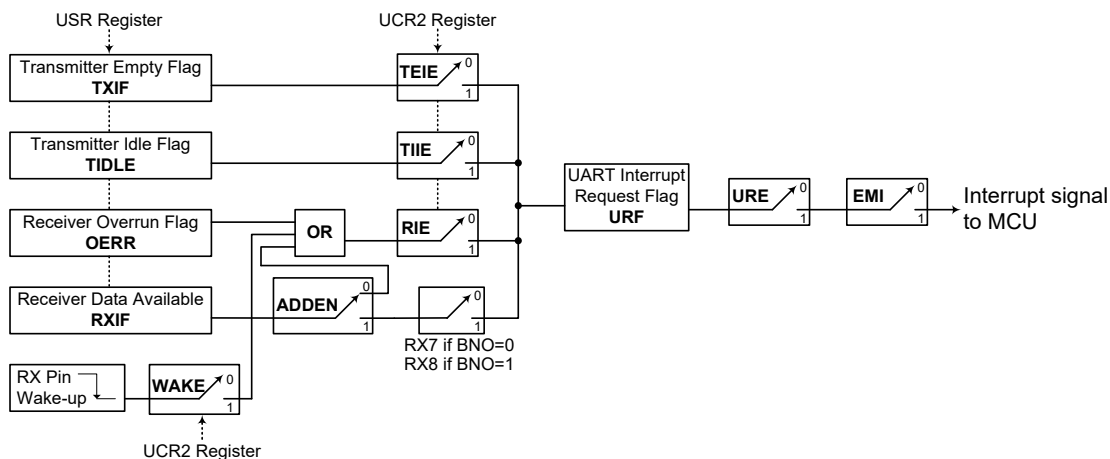 USR Register
UCR2 Register
Transmitter Empty Flag
TXIF
TEIE
0
1
Transmitter Idle Flag
TIDLE
TIIE
0
1
UART Interrupt
Request Flag
URF
URE
0
1
EMI
0
1
Interrupt signal
to MCU
Receiver Overrun Flag
OERR
OR
RIE
0
1
Receiver Data Available
RXIF
ADDEN
0
1
0
1
RX7 if BNO=0
RX8 if BNO=1
RX Pin
Wake-up
WAKE
0
1
UCR2 Register